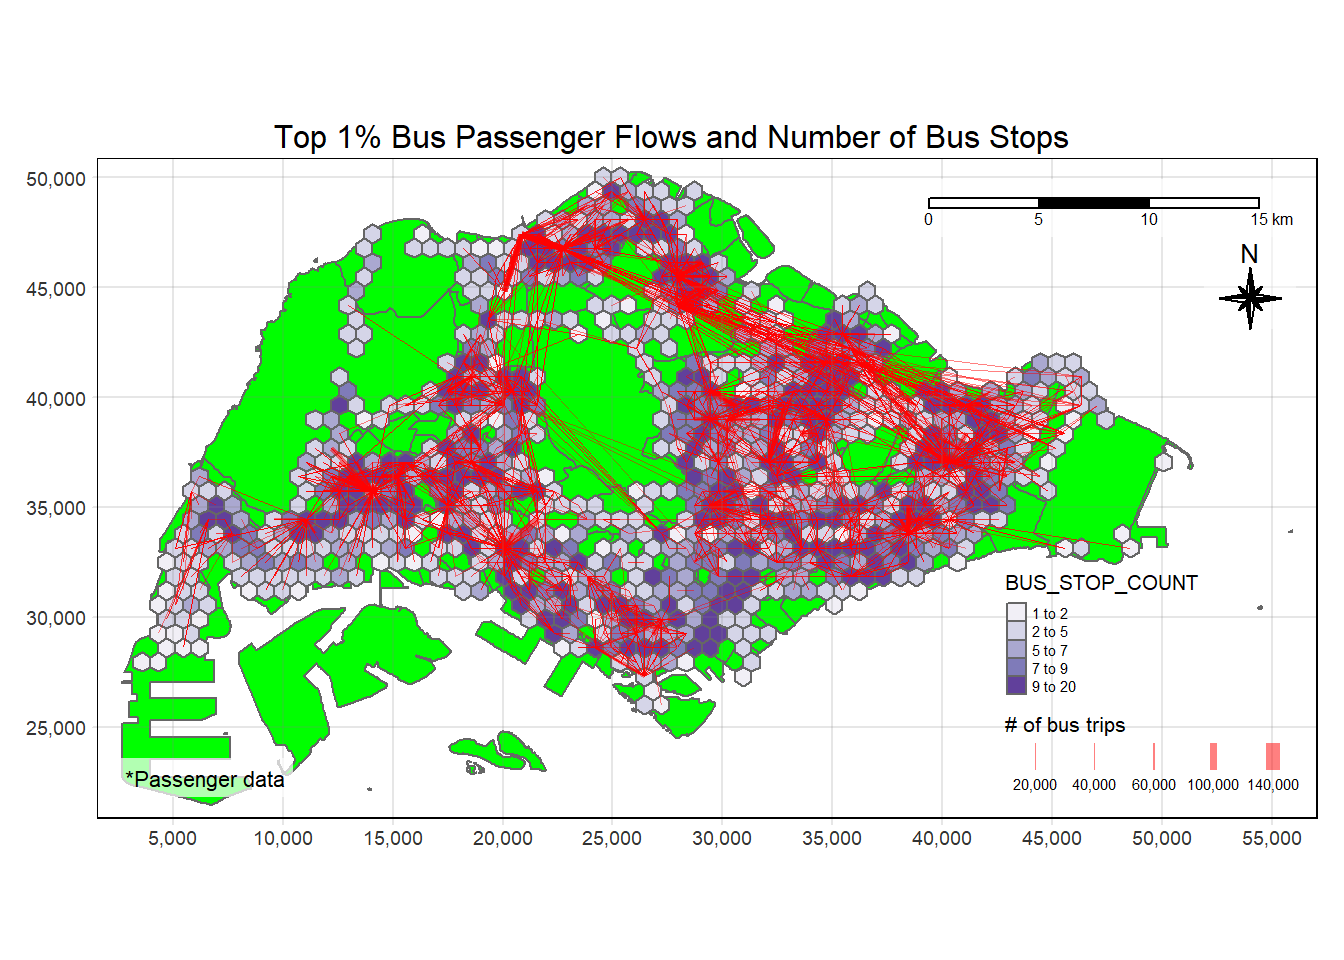 Top 1% Bus Passenger Flows and Number of Bus Stops
50,000
45,000
40,000
35,000
30,000
25,000
0 5 10 15 km
N
BUS_STOP_COUNT
1 to 2
2 to 5
5 to 7
7 to 9
9 to 20
# of bus trips
20,000 40,000 60,000 100,000 140,000
*Passenger data
5,000 10,000 15,000 20,000 25,000 30,000 35,000 40,000 45,000 50,000 55,000